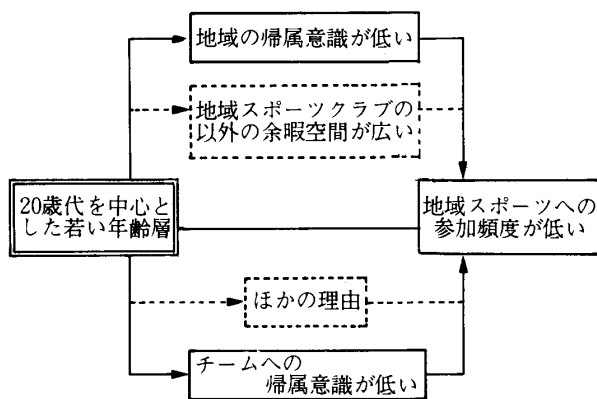 地域の帰属意識が低い
地域スポーツクラブの
以外の余暇空間が広い
20歳代を中心と
した若い年齢層
地域スポーツへの
参加頻度が低い
ほかの理由
チームへの
帰属意識が低い